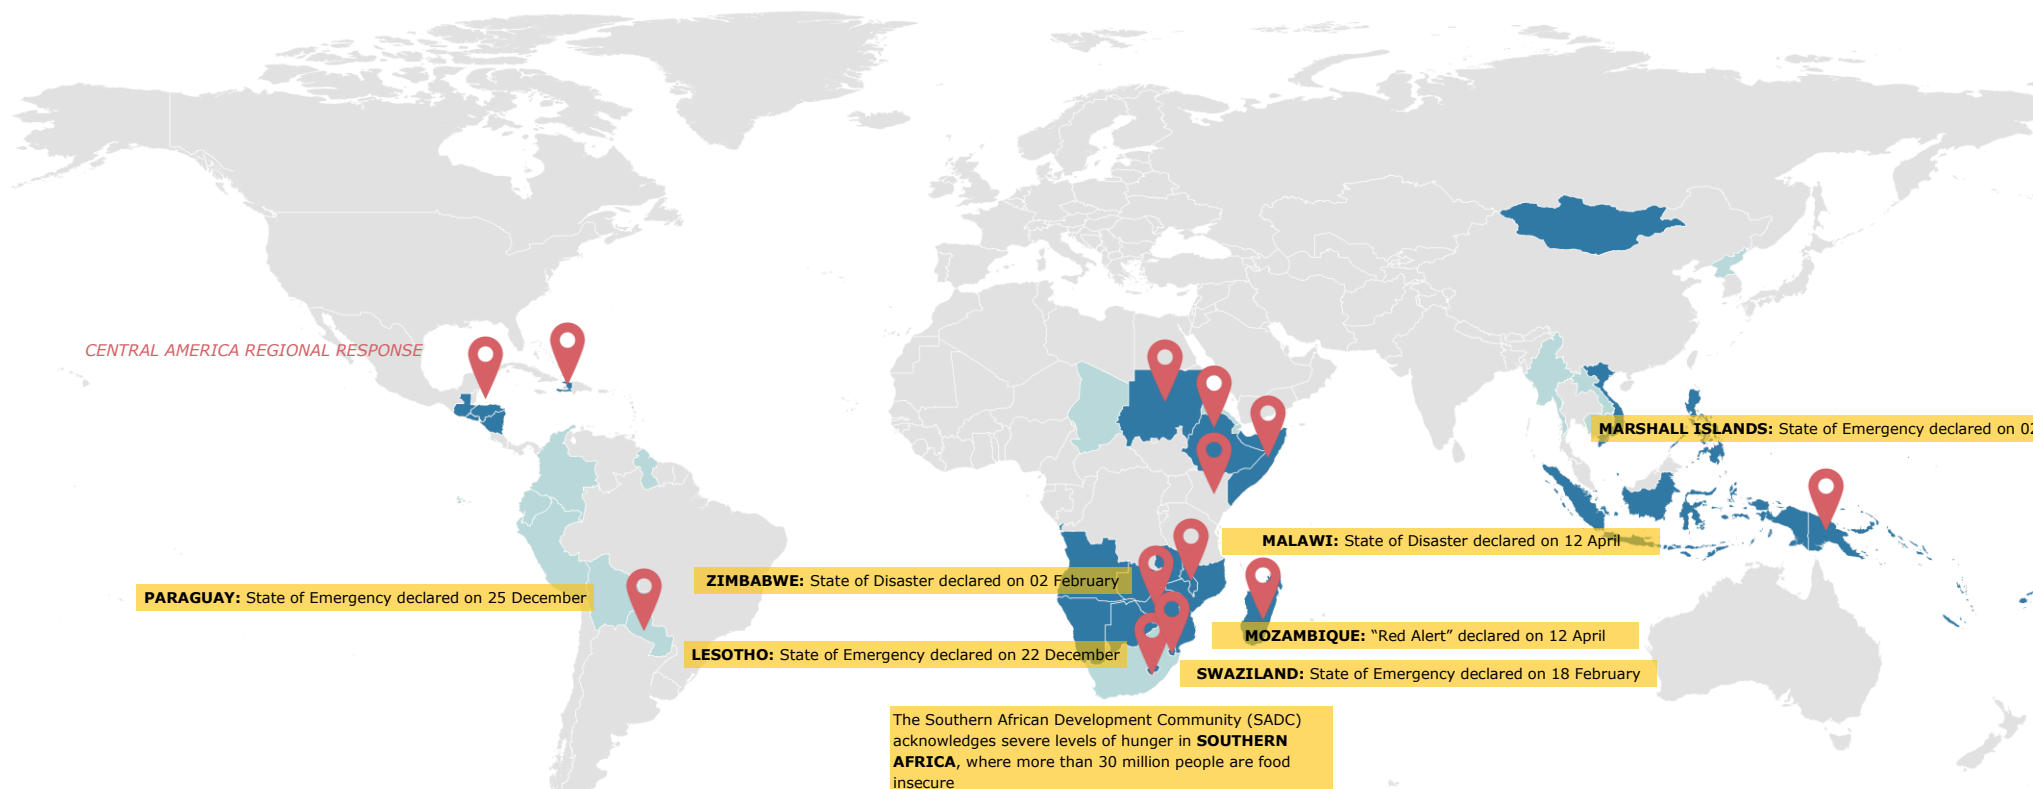 CENTRAL AMERICA REGIONAL RESPONSE
MARSHALL ISLANDS: State of Emergency declared on 02
MALAWI: State of Disaster declared on 12 April
ZIMBABWE: State of Disaster declared on 02 February
PARAGUAY: State of Emergency declared on 25 December
MOZAMBIQUE: “Red Alert” declared on 12 April
LESOTHO: State of Emergency declared on 22 December
SWAZILAND: State of Emergency declared on 18 February
The Southern African Development Community (SADC)
acknowledges severe levels of hunger in SOUTHERN
AFRICA, where more than 30 million people are food
insecure